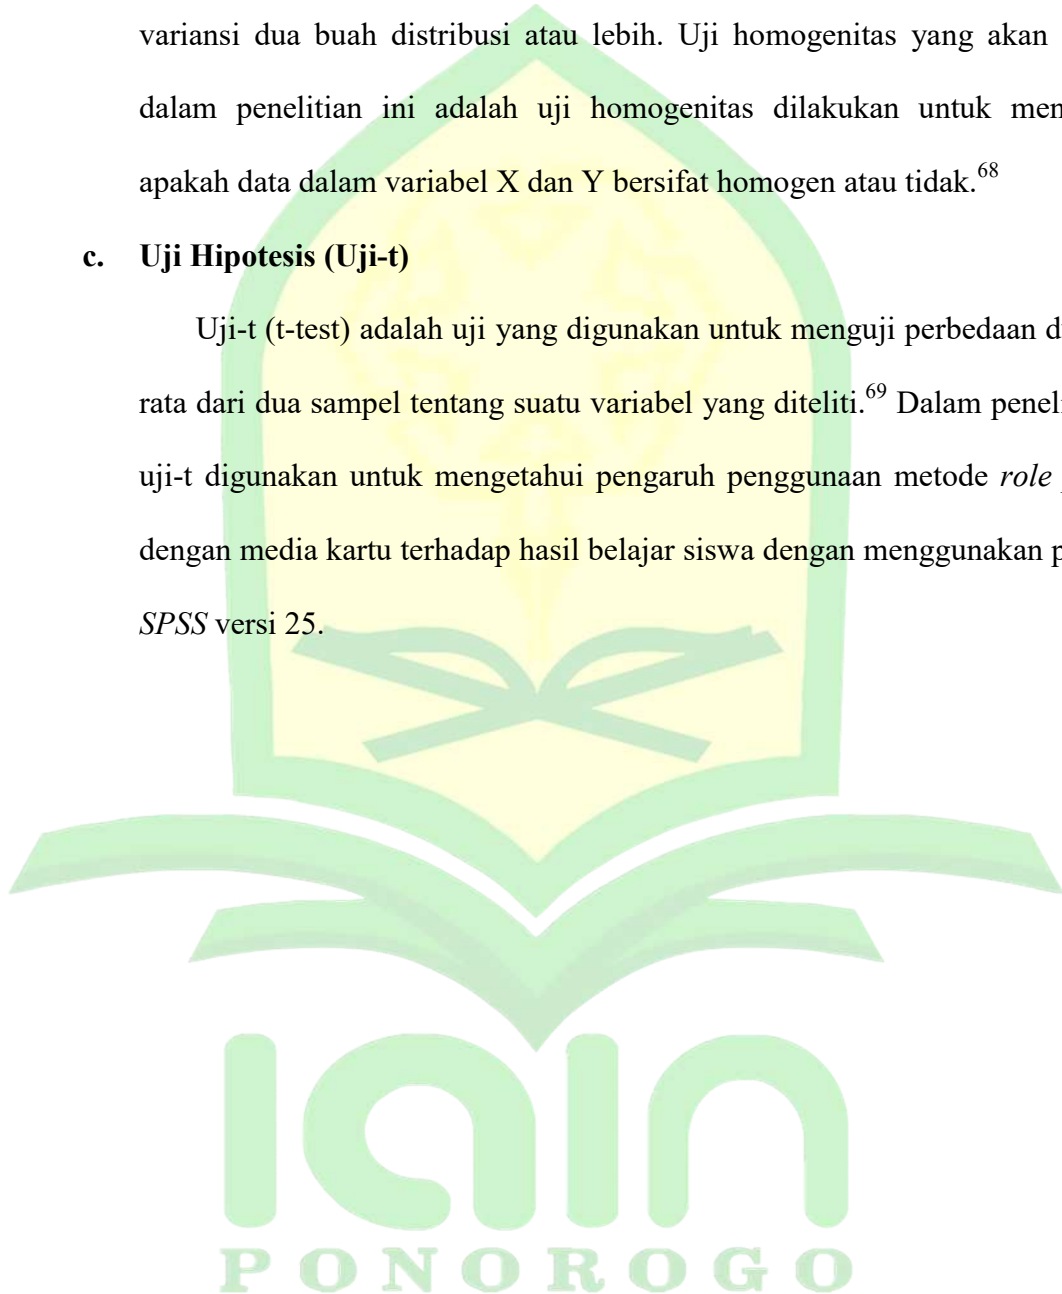 variansi dua buah distribusi atau lebih. Uji homogenitas yang akan
dalam penelitian ini adalah uji homogenitas dilakukan untuk men
apakah data dalam variabel X dan Y bersifat homogen atau tidak.68
c. Uji Hipotesis (Uji-t)
Uji-t (t-test) adalah uji yang digunakan untuk menguji perbedaan d
rata dari dua sampel tentang suatu variabel yang diteliti.69 Dalam peneli
uji-t digunakan untuk mengetahui pengaruh penggunaan metode role
dengan media kartu terhadap hasil belajar siswa dengan menggunakan p
SPSS versi 25.
iain
PONOROGO